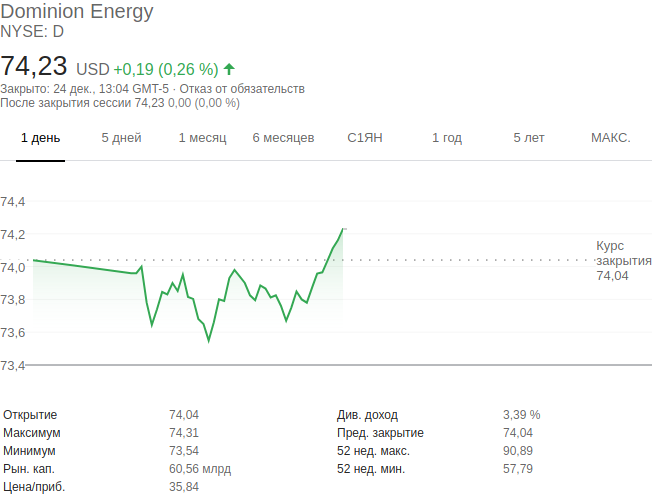 Dominion Energy
NYSE: D
74,23 USD +0,19 (0,26 %)
Закрыто: 24 дек., 13:04 GMT-5 · Отказ от обязательств
После закрытия сессии 74,23 0,00 (0,00 %)
1 день 5 дней 1 месяц 6 месяцев С1ЯН 1 год 5 лет МАКС.
74,4
74,2
74,0
73,8
73,6
73,4
Курс
закрытия
74,04
Открытие 74,04 Див. доход 3,39 %
Максимум 74,31 Пред. закрытие 74,04
Минимум 73,54 52 нед. макс. 90,89
Рын. кап. 60,56 млрд 52 нед. мин. 57,79
Цена/приб. 35,84